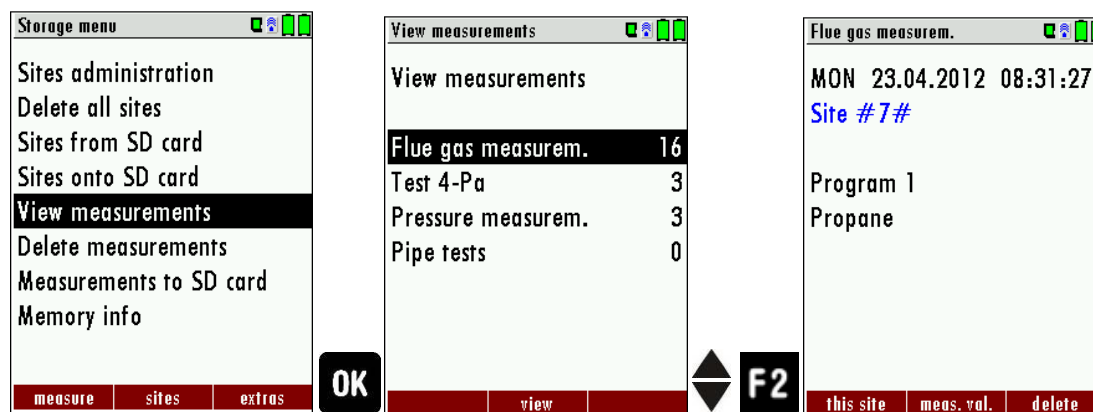 Storage menu
Sites administration
Delete all sites
Sites from SD card
Sites onto SD card
View measurements
Delete measurements
Measurements to SD card
Memory info
measure sites extras
OK
View measurements
View measurements
Flue gas measurem. 16
Test 4-Pa 3
Pressure measurem. 3
Pipe tests 0
view
F2
Flue gas measurem.
MON 23.04.2012 08:31:27
Site #7#
Program 1
Propane
this site meas. val. delete